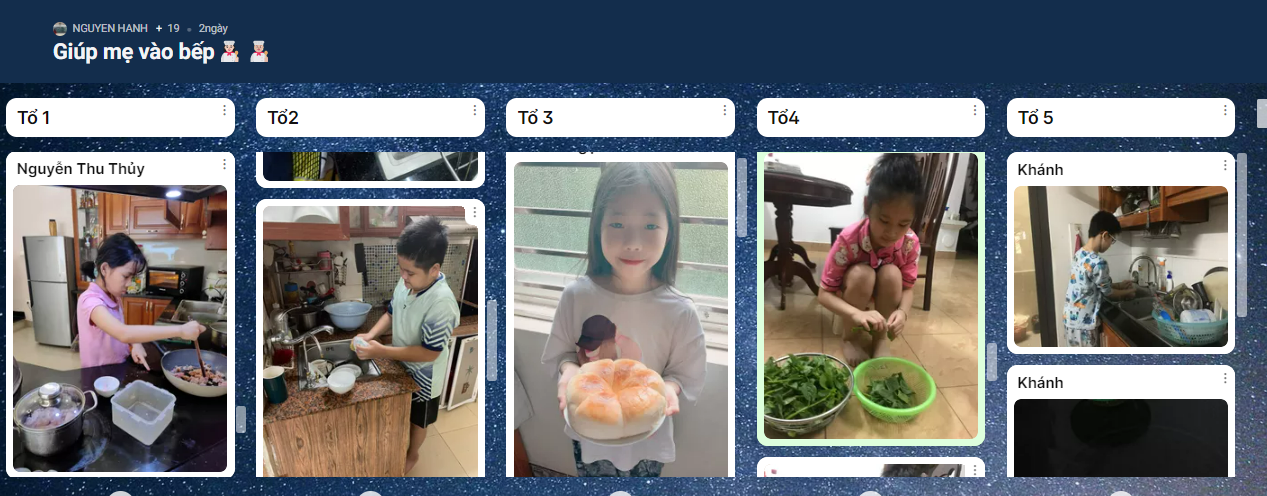 NGUYEN HANH + 19 • 2ngày
Giúp mẹ vào bếp
Tổ 1
Tổ2
Tổ 3
Tổ4
Tổ 5
Nguyễn Thu Thủy
Khánh
Khánh